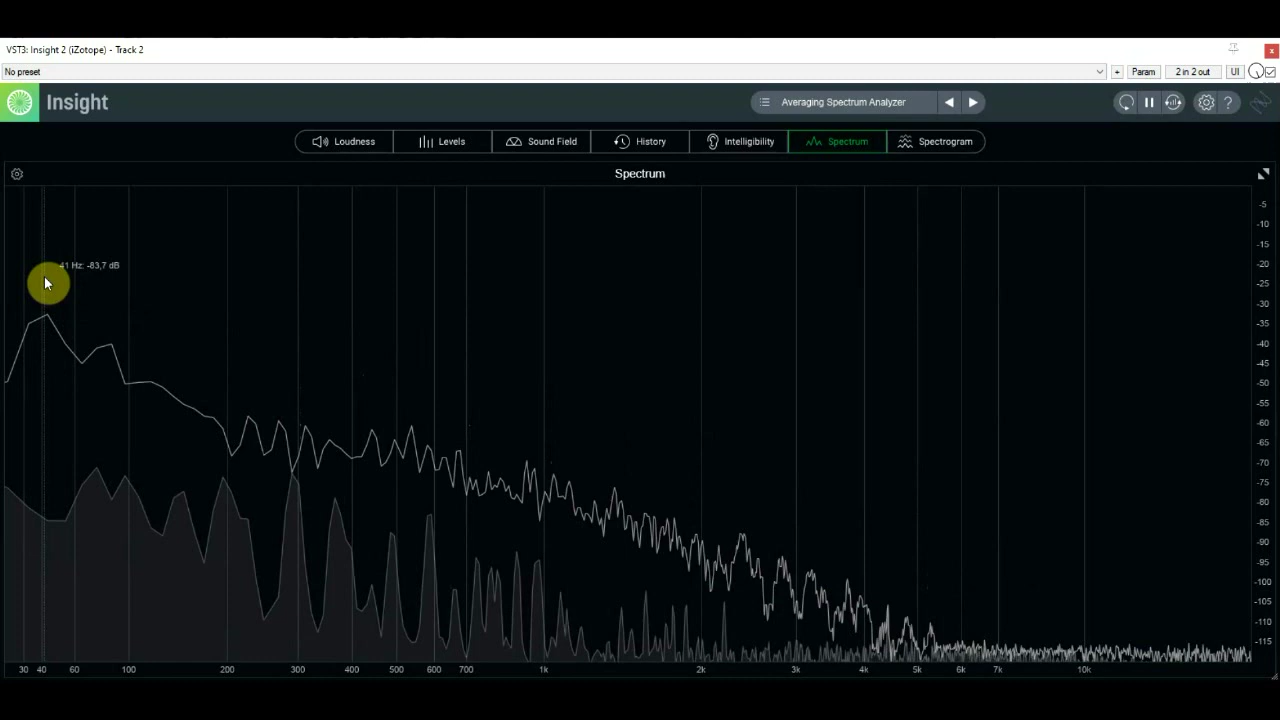 VST3: Insight 2 (iZotope) - Track 2
x
No preset
+
Param
2 in 2 out
UI
Insight
Averaging Spectrum Analyzer
?
Loudness
Levels
Sound Field
History
Intelligibility
Spectrum
Spectrogram
Spectrum
41 Hz: -83,7 dB
-5
-10
-15
-20
-25
-30
-35
-40
-45
-50
-55
-60
-65
-70
-75
-80
-85
-90
-95
-100
-105
-110
-115
30 40 60 100 200 300 400 500 600 700 1k 2k 3k 4k 5k 6k 7k 10k